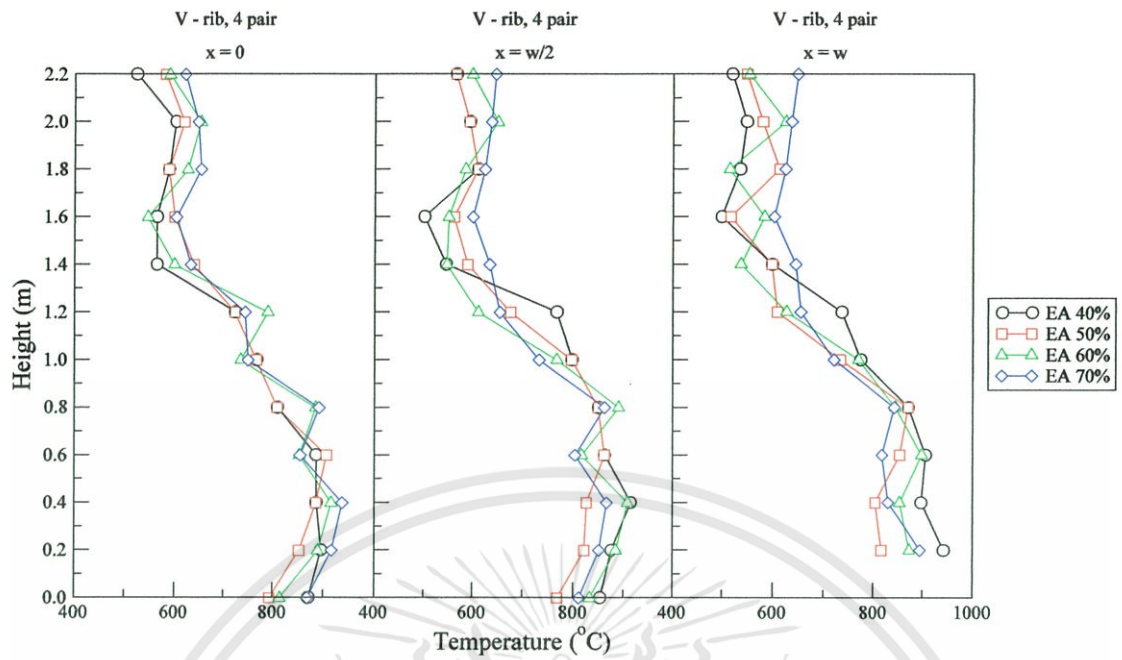 V - rib, 4 pair
x = 0
V - rib, 4 pair
x = w/2
V - rib, 4 pair
x = w
Height (m)
2.2
2.0
1.8
1.6
1.4
1.2
1.0
0.8
0.6
0.4
0.2
0.0
400 600 800 400 600 800 400 600 800 1000
Temperature (°C)
EA 40%
EA 50%
EA 60%
EA 70%